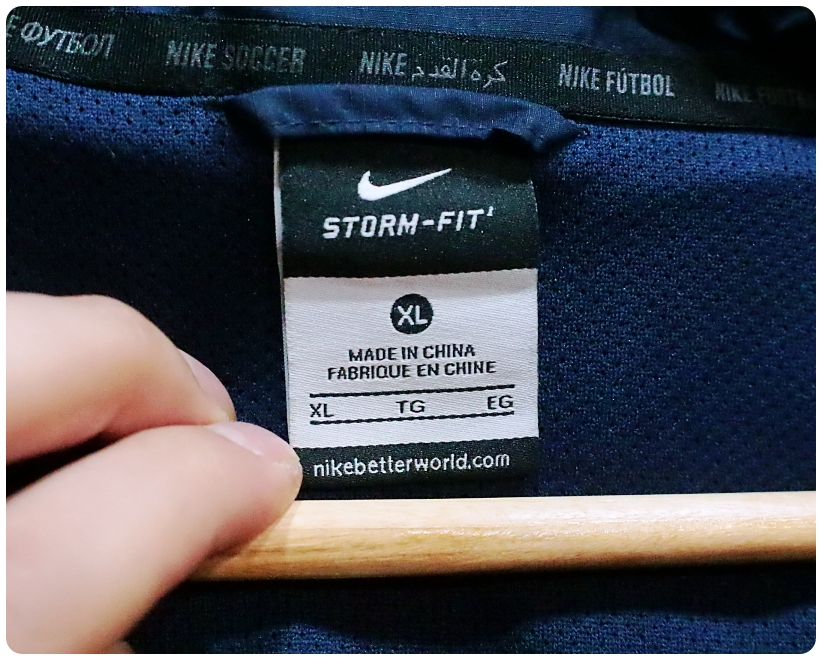 E ФУТБОЛ NIKE SOCCER NIKE كرة القدم NIKE FÚTBOL NIKE
STORM-FIT
XL
MADE IN CHINA
FABRIQUE EN CHINE
XL TG EG
nikebetterworld.com